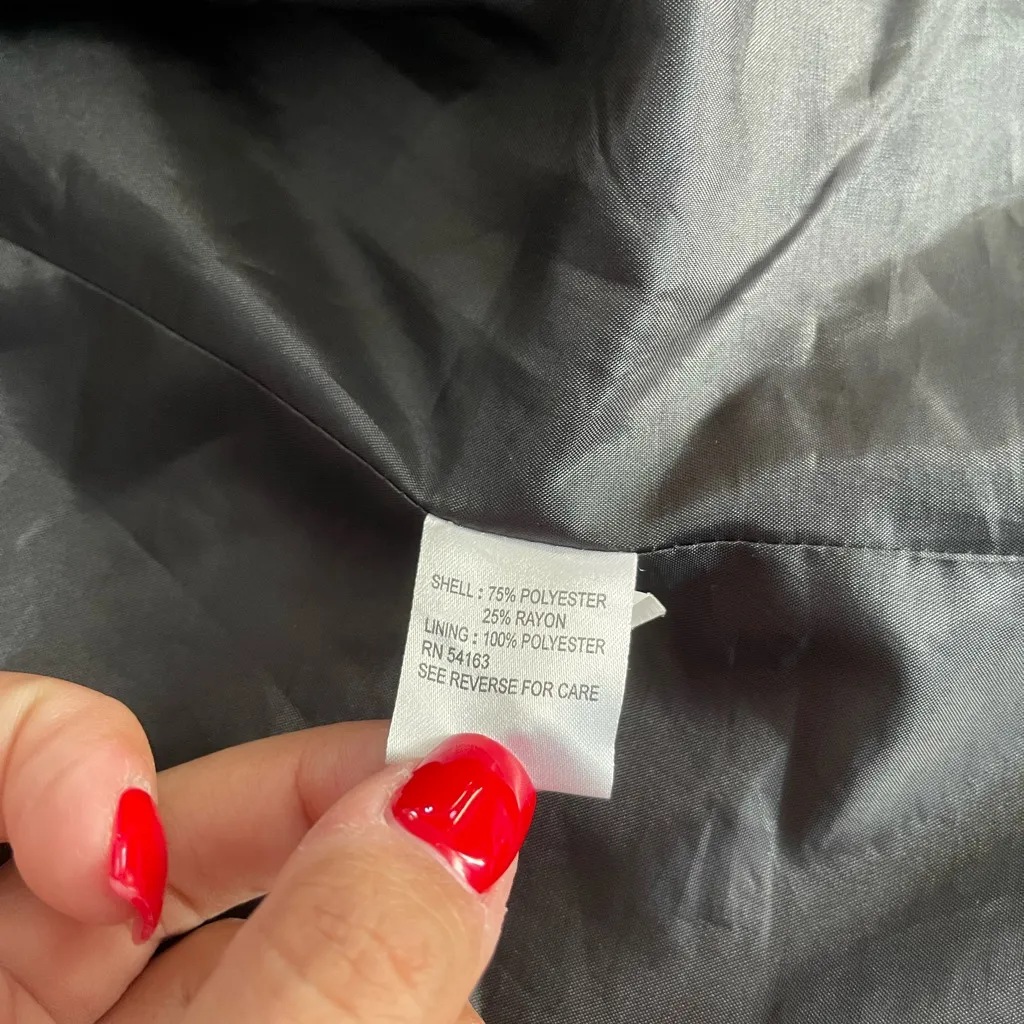 SHELL : 75% POLYESTER
25% RAYON
LINING : 100% POLYESTER
RN 54163
SEE REVERSE FOR CARE